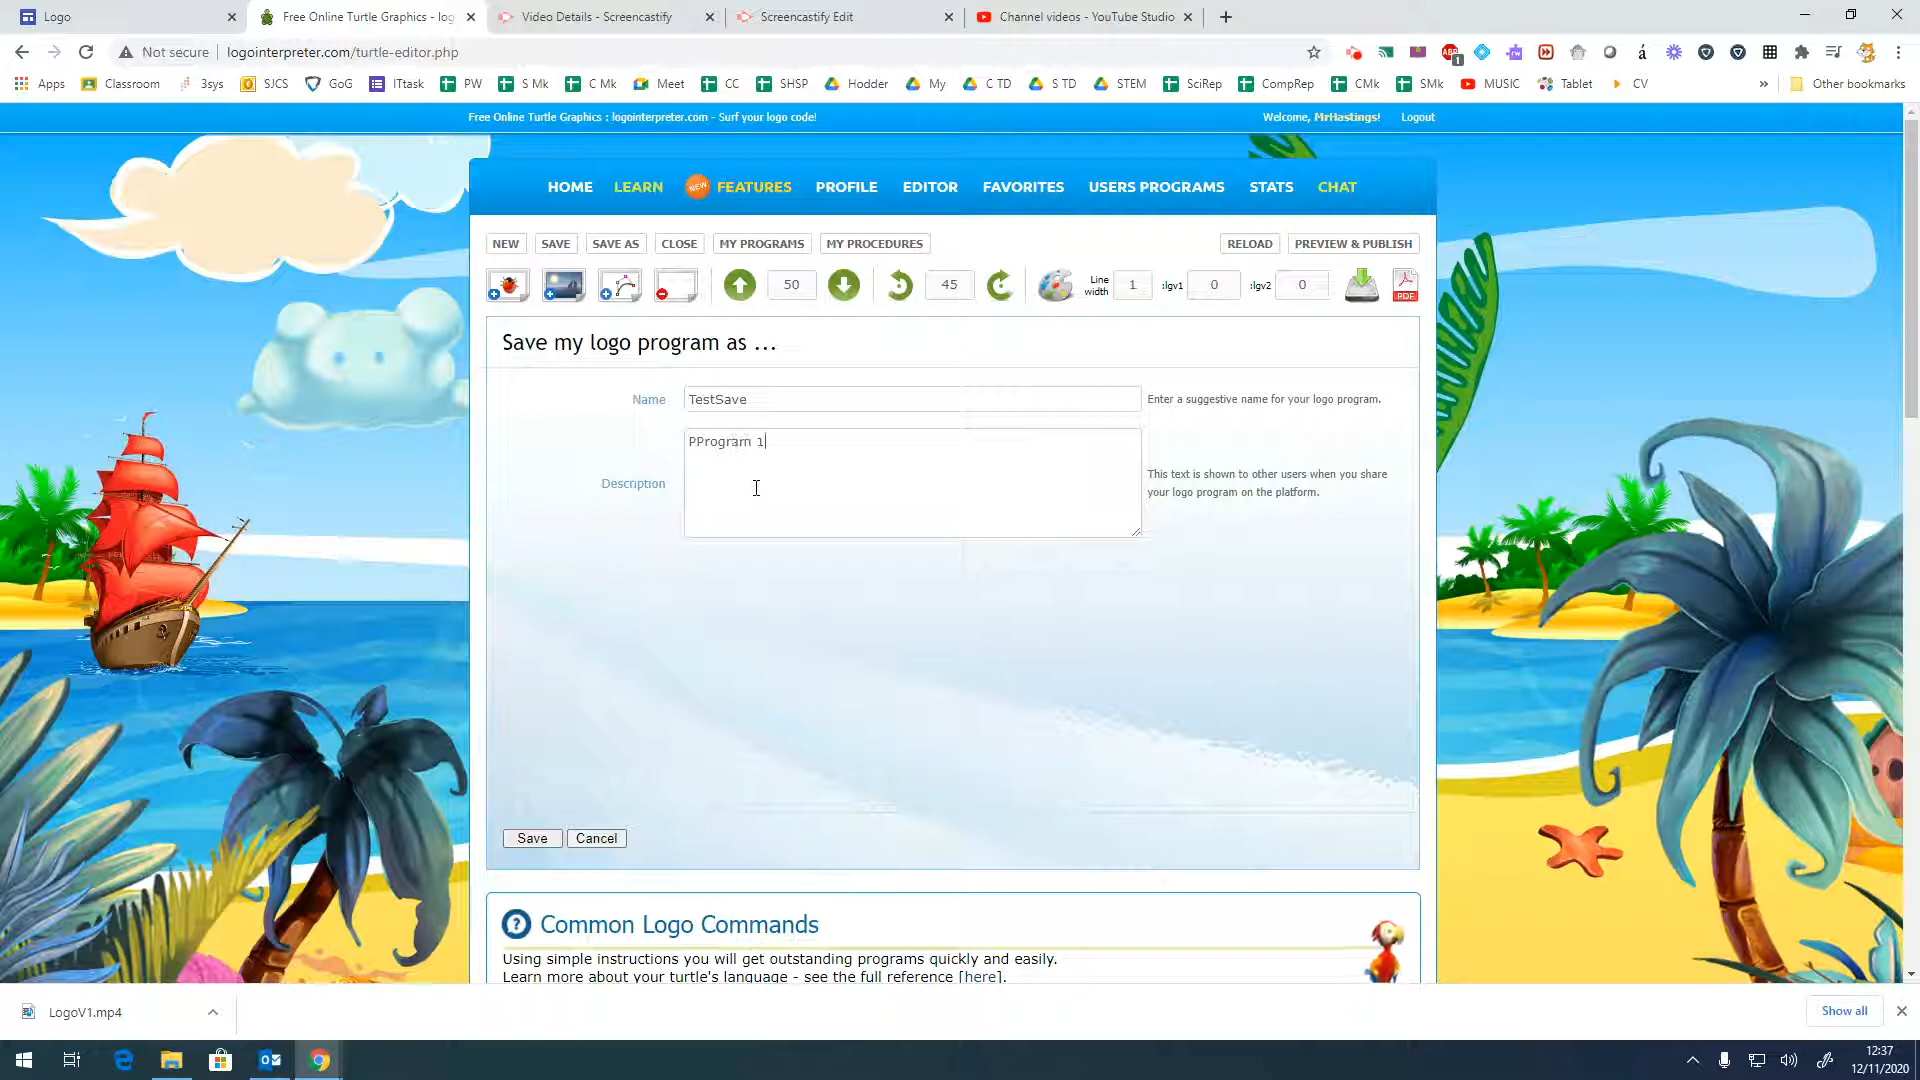 Logo
Free Online Turtle Graphics - log
Video Details - Screencastify
Screencastify Edit
Channel videos - YouTube Studio
Not secure
logointerpreter.com/turtle-editor.php
Apps
Classroom
3sys
SJCS
GoG
ITtask
PW
S Mk
C Mk
Meet
CC
SHSP
Hodder
My
C TD
S TD
STEM
SciRep
CompRep
CMk
SMk
MUSIC
Tablet
CV
Other bookmarks
Free Online Turtle Graphics : logointerpreter.com - Surf your logo code!
Welcome, MrHastings!
Logout
HOME
LEARN
NEW
FEATURES
PROFILE
EDITOR
FAVORITES
USERS PROGRAMS
STATS
CHAT
NEW
SAVE
SAVE AS
CLOSE
MY PROGRAMS
MY PROCEDURES
RELOAD
PREVIEW & PUBLISH
50
45
Line
width
1
:lgv1
0
:lgv2
0
PDF
Save my logo program as ...
Name
TestSave
Enter a suggestive name for your logo program.
Description
PProgram 1
This text is shown to other users when you share
your logo program on the platform.
Save
Cancel
Common Logo Commands
Using simple instructions you will get outstanding programs quickly and easily.
Learn more about your turtle's language - see the full reference [here].
LogoV1.mp4
Show all
12:37
12/11/2020